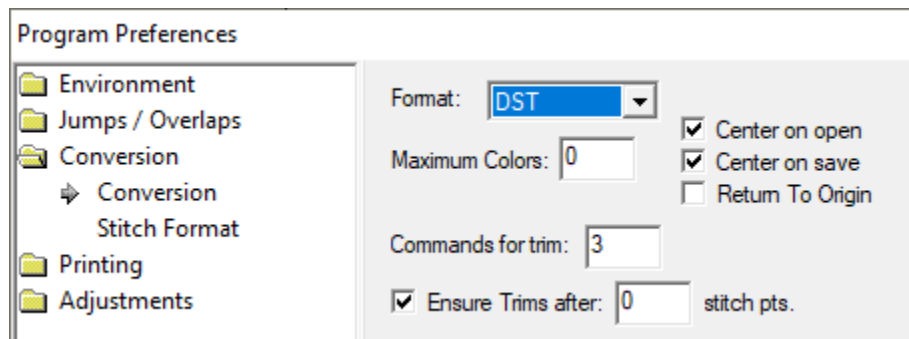 Program Preferences
Environment
Jumps / Overlaps
Conversion
Conversion
Stitch Format
Printing
Adjustments
Format: DST
Maximum Colors: 0
Center on open
Center on save
Return To Origin
Commands for trim: 3
Ensure Trims after: 0 stitch pts.